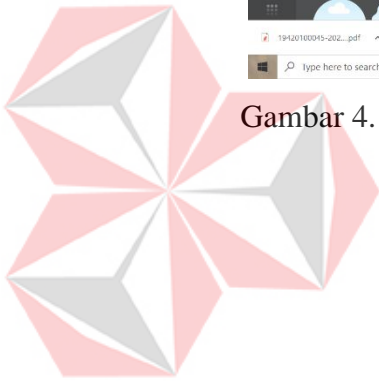 19420100045-202....pdf
Type here to search
Gambar 4.